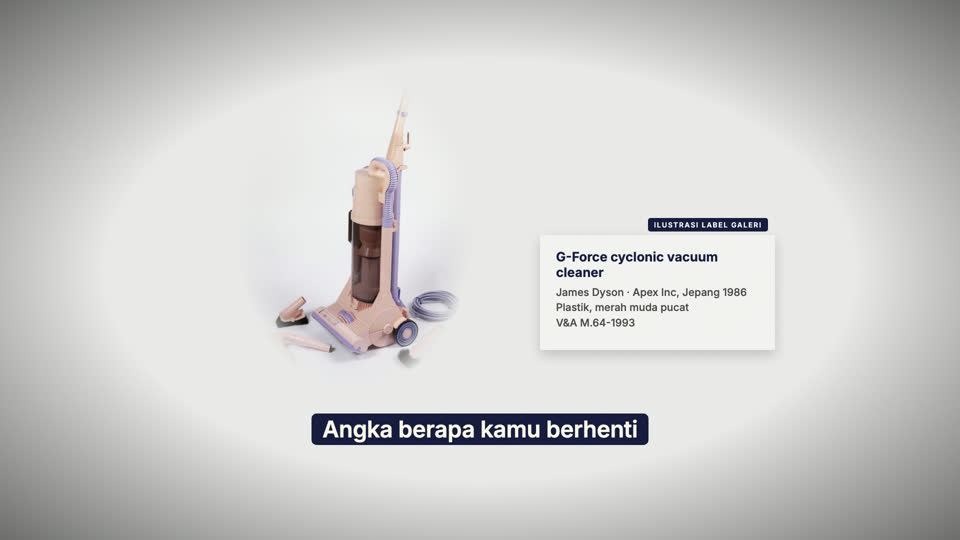 ILUSTRASI LABEL GALERI
G-Force cyclonic vacuum
cleaner
James Dyson · Apex Inc, Jepang 1986
Plastik, merah muda pucat
V&A M.64-1993
Angka berapa kamu berhenti